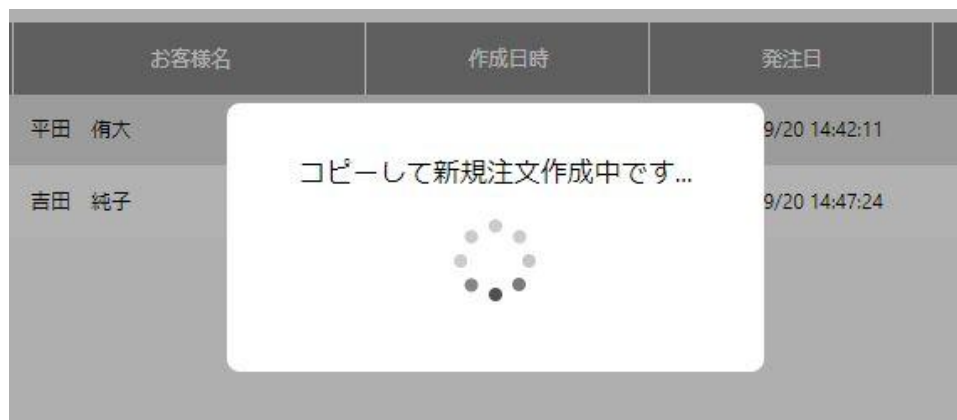 お客様名 作成日時 発注日
平田 侑大 9/20 14:42:11
コピーして新規注文作成中です...
吉田 純子 9/20 14:47:24